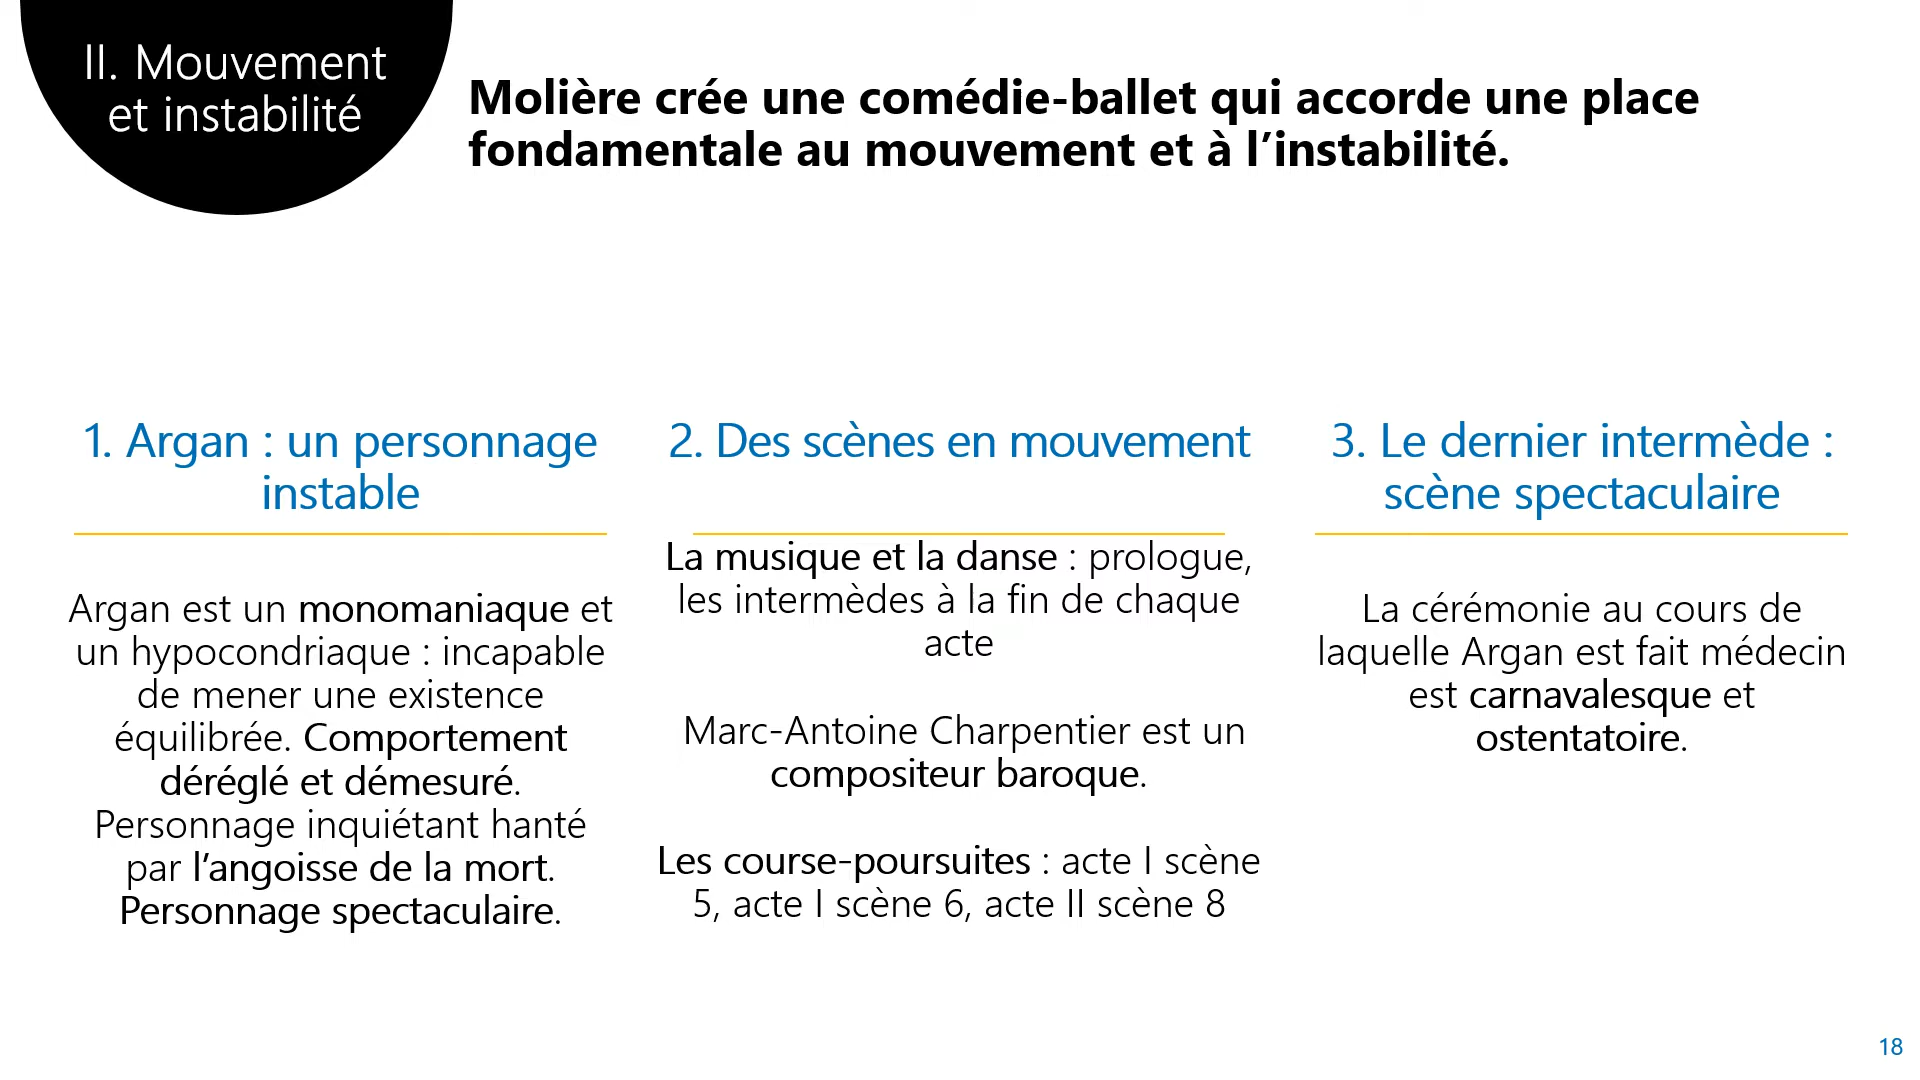 II. Mouvement
et instabilité
Molière crée une comédie-ballet qui accorde une place
fondamentale au mouvement et à l’instabilité.
1. Argan : un personnage
instable
Argan est un monomaniaque et
un hypocondriaque : incapable
de mener une existence
équilibrée. Comportement
déréglé et démesuré.
Personnage inquiétant hanté
par l’angoisse de la mort.
Personnage spectaculaire.
2. Des scènes en mouvement
La musique et la danse : prologue,
les intermèdes à la fin de chaque
acte
Marc-Antoine Charpentier est un
compositeur baroque.
Les course-poursuites : acte I scène
5, acte I scène 6, acte II scène 8
3. Le dernier intermède :
scène spectaculaire
La cérémonie au cours de
laquelle Argan est fait médecin
est carnavalesque et
ostentatoire.
18